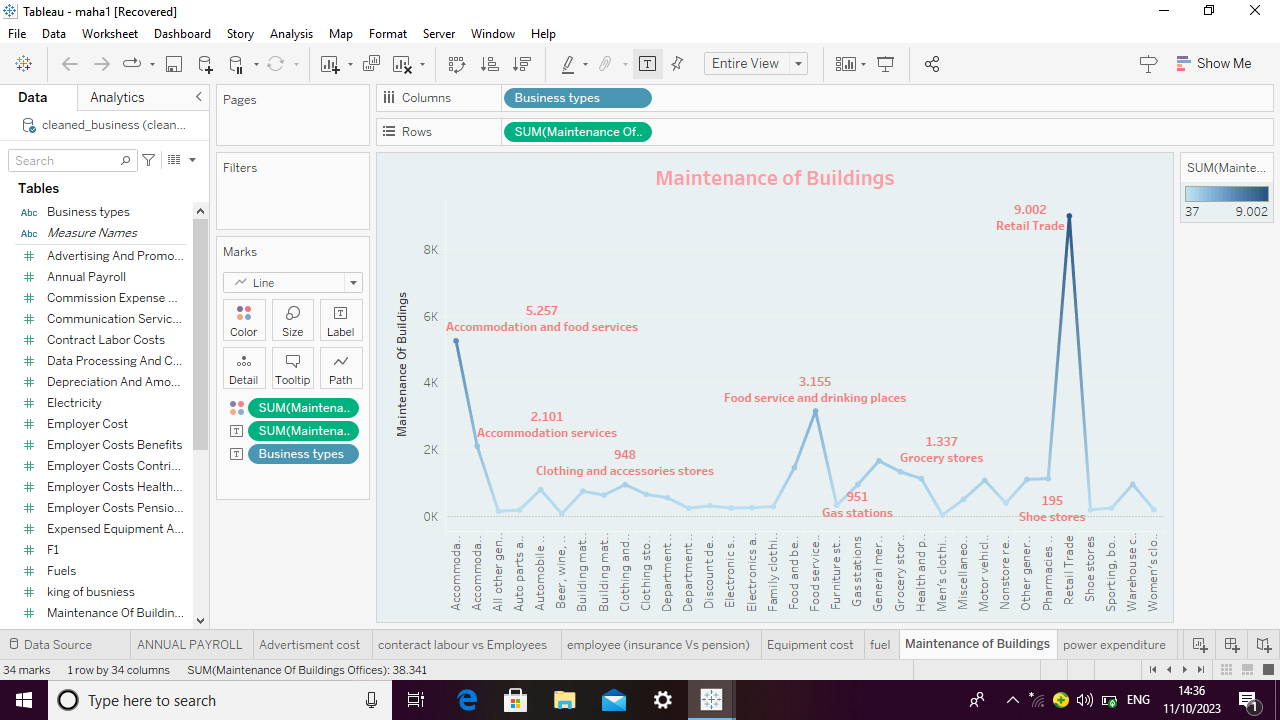 Tableau - maha1 [Recovered]
File Data Worksheet Dashboard Story Analysis Map Format Server Window Help
Entire View
Show Me
Data Analytics
cleaned_business (clean...
Search
Tables
Abc Business types
Abc Measure Names
Advertising And Promo...
Annual Payroll
Commission Expense ...
Communication Servic...
Contract Labor Costs
Data Processing And C...
Depreciation And Amo...
Electricity
Employer Cost
Employer Costs Benefits
Employer Costs Contri...
Employer Costs Health...
Employer Costs Pensio...
Expensed Equipment A...
F1
Fuels
king of busniess
Maintenance Of Buildin...
Pages
Filters
Marks
Line
Color Size Label
Detail Tooltip Path
SUM(Maintena..
SUM(Maintena..
Business types
Columns Business types
Rows SUM(Maintenance Of..
Maintenance of Buildings
Maintenance Of Buildings
8K
6K
4K
2K
0K
9.002
Retail Trade
5.257
Accommodation and food services
3.155
Food service and drinking places
2.101
Accommodation services
948
Clothing and accessories stores
1.337
Grocery stores
951
Gas stations
195
Shoe stores
Accommoda..
Accommoda..
All other gen..
Auto parts a..
Automobile ..
Beer, wine, ..
Building mat..
Building mat..
Clothing and..
Clothing sto..
Department ..
Department ..
Discount de..
Electronic s..
Electronics a..
Family clothi..
Food and be..
Food service..
Furniture st..
Gas stations
General mer..
Grocery stor..
Health and p..
Men's clothi..
Miscellaneo..
Motor vehicl..
Nonstore re..
Other gener..
Pharmacies ..
Retail Trade
Shoe stores
Sporting, bo..
Warehouse c..
Women's clo..
SUM(Mainte...
37 9.002
Data Source ANNUAL PAYROLL Advertisment cost conteract labour vs Employees employee (insurance Vs pension) Equipment cost fuel Maintenance of Buildings power expenditure
34 marks 1 row by 34 columns SUM(Maintenance Of Buildings Offices): 38.341
Type here to search
ENG
14:36
11/10/2023
1